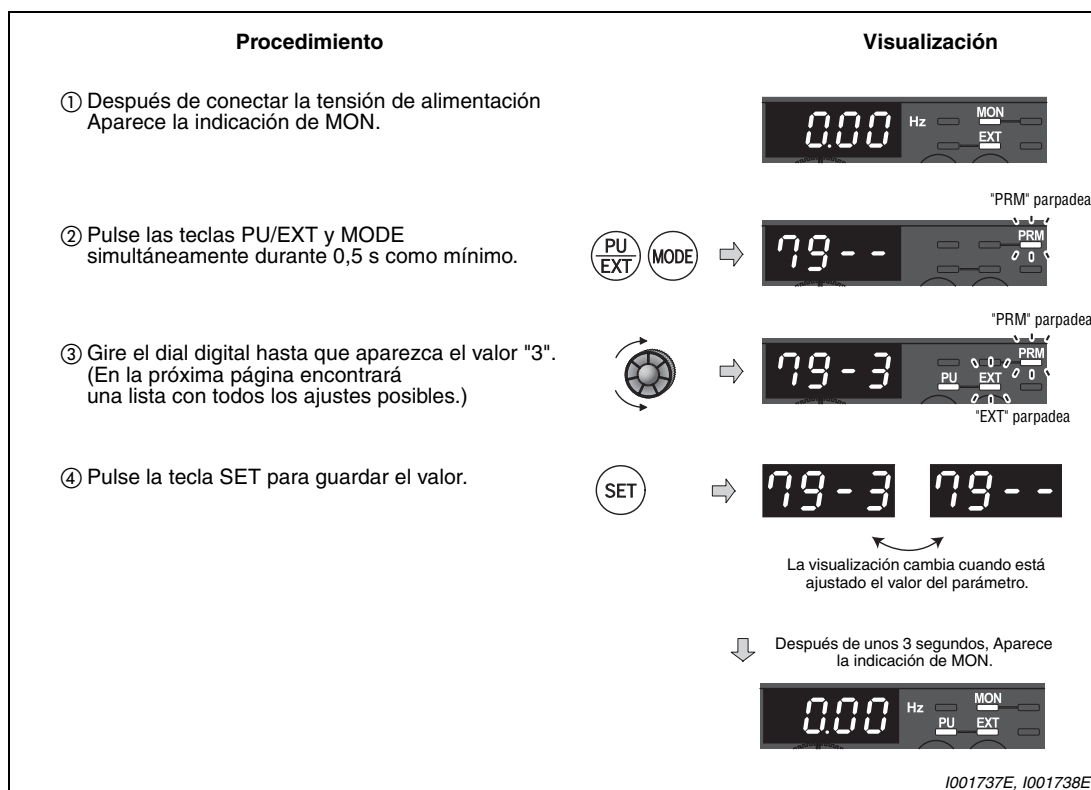 Procedimiento
Visualización
① Después de conectar la tensión de alimentación
Aparece la indicación de MON.
0.00 Hz MON
EXT
② Pulse las teclas PU/EXT y MODE
simultáneamente durante 0,5 s como mínimo.
PU
EXT
MODE
"PRM" parpadea
79-- PRM
③ Gire el dial digital hasta que aparezca el valor "3".
(En la próxima página encontrará
una lista con todos los ajustes posibles.)
"PRM" parpadea
79-3 PRM
PU EXT
"EXT" parpadea
④ Pulse la tecla SET para guardar el valor.
SET
79-3 79--
La visualización cambia cuando está
ajustado el valor del parámetro.
Después de unos 3 segundos, Aparece
la indicación de MON.
0.00 Hz MON
PU EXT
I001737E, I001738E